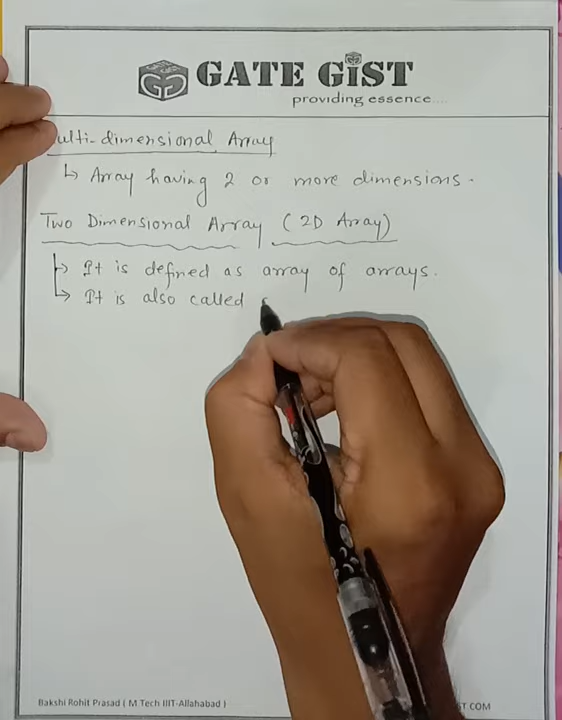 GATE GiST
providing essence....
ulti-dimensional Array
↳ Array having 2 or more dimensions.
Two Dimensional Array ( 2D Array)
↳ It is defined as array of arrays.
↳ It is also called
Bakshi Rohit Prasad ( M Tech IIIT-Allahabad )
ST.COM